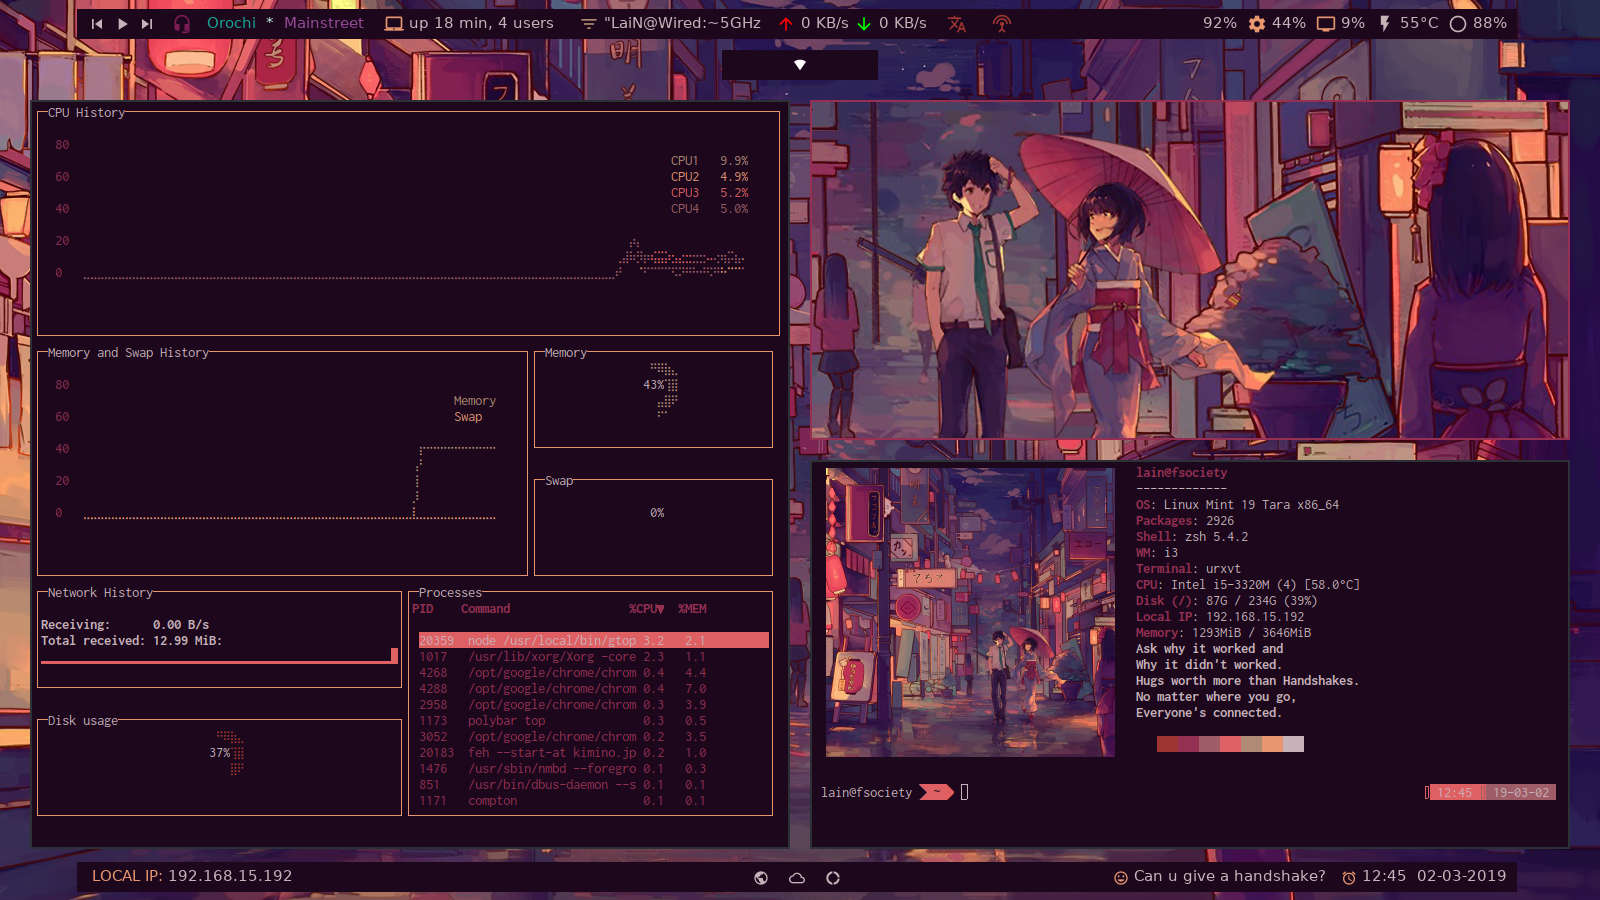 Orochi * Mainstreet
up 18 min, 4 users
"LaiN@Wired:~5GHz
0 KB/s
0 KB/s
92%
44%
9%
55°C
88%
CPU History
80
60
40
20
0
CPU1 9.9%
CPU2 4.9%
CPU3 5.2%
CPU4 5.0%
Memory and Swap History
80
60
40
20
0
Memory
Swap
Memory
43%
Swap
0%
Network History
Receiving: 0.00 B/s
Total received: 12.99 MiB:
Disk usage
37%
Processes
PID Command %CPU▼ %MEM
20359 node /usr/local/bin/gtop 3.2 2.1
1017 /usr/lib/xorg/Xorg -core 2.3 1.1
4268 /opt/google/chrome/chrom 0.4 4.4
4288 /opt/google/chrome/chrom 0.4 7.0
2958 /opt/google/chrome/chrom 0.3 3.9
1173 polybar top 0.3 0.5
3052 /opt/google/chrome/chrom 0.2 3.5
20183 feh --start-at kimino.jp 0.2 1.0
1476 /usr/sbin/nmbd --foregro 0.1 0.3
851 /usr/bin/dbus-daemon --s 0.1 0.1
1171 compton 0.1 0.1
lain@fsociety
-------------
OS: Linux Mint 19 Tara x86_64
Packages: 2926
Shell: zsh 5.4.2
WM: i3
Terminal: urxvt
CPU: Intel i5-3320M (4) [58.0°C]
Disk (/): 87G / 234G (39%)
Local IP: 192.168.15.192
Memory: 1293MiB / 3646MiB
Ask why it worked and
Why it didn't worked.
Hugs worth more than Handshakes.
No matter where you go,
Everyone's connected.
lain@fsociety ~
12:45 19-03-02
LOCAL IP: 192.168.15.192
Can u give a handshake?
12:45 02-03-2019